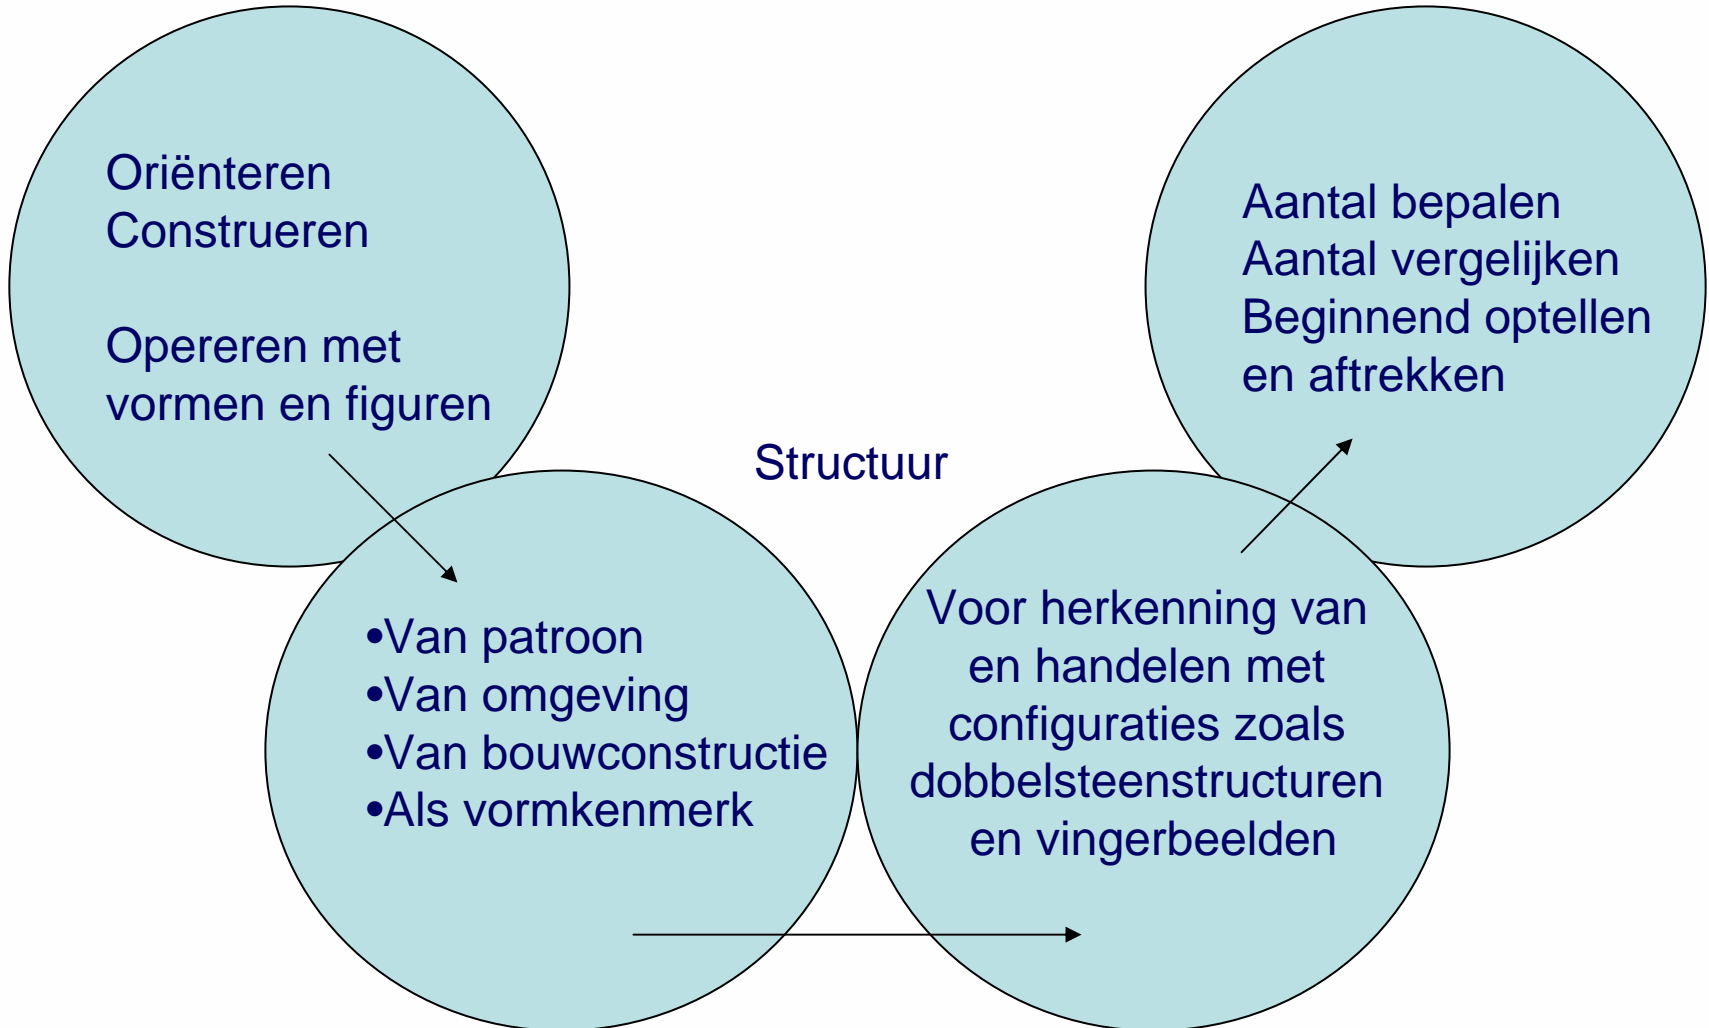 Oriënteren
Construeren
Opereren met
vormen en figuren
Aantal bepalen
Aantal vergelijken
Beginnend optellen
en aftrekken
Structuur
•Van patroon
•Van omgeving
•Van bouwconstructie
•Als vormkenmerk
Voor herkenning van
en handelen met
configuraties zoals
dobbelsteenstructuren
en vingerbeelden